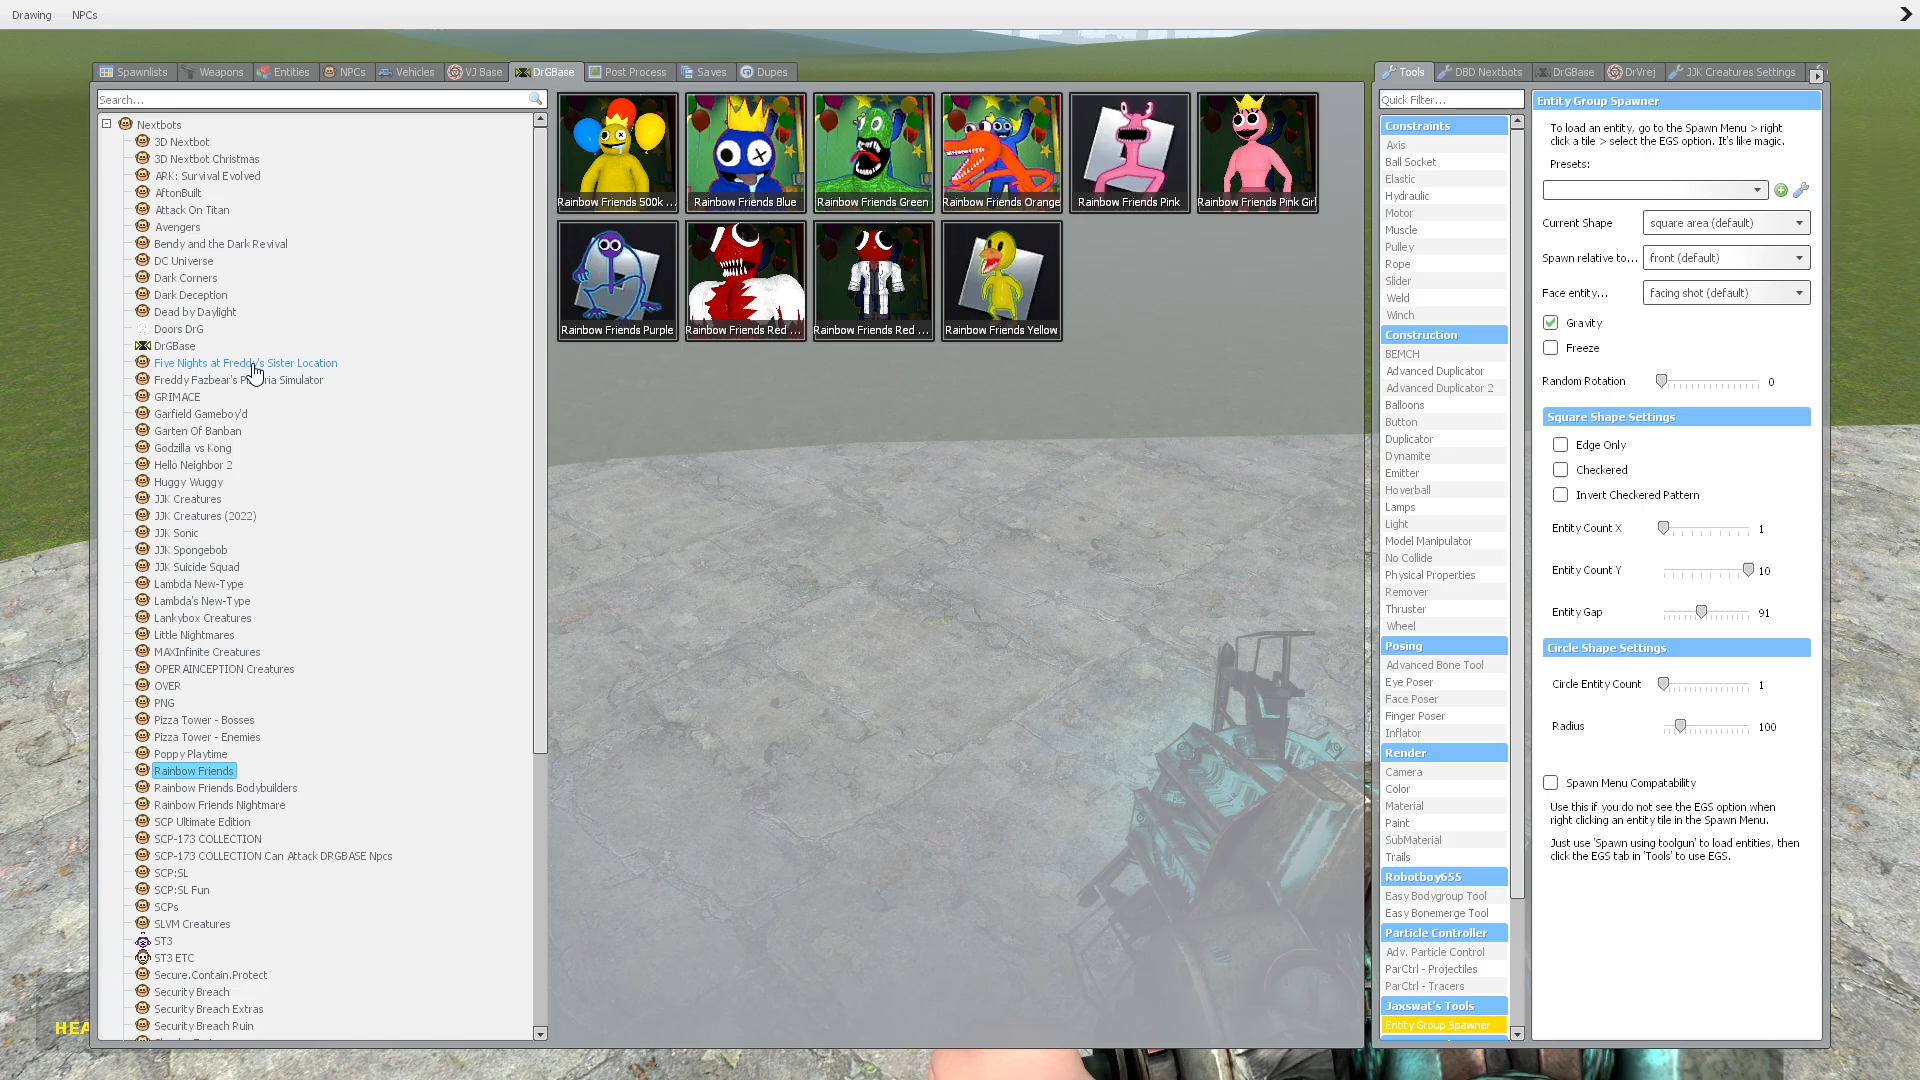 Drawing NPCs
Spawnlists Weapons Entities NPCs Vehicles VJ Base DrGBase Post Process Saves Dupes
Search...
Nextbots
3D Nextbot
3D Nextbot Christmas
ARK: Survival Evolved
AftonBuilt
Attack On Titan
Avengers
Bendy and the Dark Revival
DC Universe
Dark Corners
Dark Deception
Dead by Daylight
Doors DrG
DrGBase
Five Nights at Freddy's Sister Location
Freddy Fazbear's Simulator
GRIMACE
Garfield Gameboy'd
Garten Of Banban
Godzilla vs Kong
Hello Neighbor 2
Huggy Wuggy
JJK Creatures
JJK Creatures (2022)
JJK Sonic
JJK Spongebob
JJK Suicide Squad
Lambda New-Type
Lambda's New-Type
Lankybox Creatures
Little Nightmares
MAXInfinite Creatures
OPERAINCEPTION Creatures
OVER
PNG
Pizza Tower - Bosses
Pizza Tower - Enemies
Poppy Playtime
Rainbow Friends
Rainbow Friends Bodybuilders
Rainbow Friends Nightmare
SCP Ultimate Edition
SCP-173 COLLECTION
SCP-173 COLLECTION Can Attack DRGBASE Npcs
SCP:SL
SCP:SL Fun
SCPs
SLVM Creatures
ST3
ST3 ETC
Secure.Contain.Protect
Security Breach
Security Breach Extras
Security Breach Ruin
HEA
Rainbow Friends 500k ... Rainbow Friends Blue Rainbow Friends Green Rainbow Friends Orange Rainbow Friends Pink Rainbow Friends Pink Girl
Rainbow Friends Purple Rainbow Friends Red ... Rainbow Friends Red ... Rainbow Friends Yellow
Tools DBD Nextbots DrGBase DrVrej JJK Creatures Settings
Quick Filter...
Constraints
Axis
Ball Socket
Elastic
Hydraulic
Motor
Muscle
Pulley
Rope
Slider
Weld
Winch
Construction
BEMCH
Advanced Duplicator
Advanced Duplicator 2
Balloons
Button
Duplicator
Dynamite
Emitter
Hoverball
Lamps
Light
Model Manipulator
No Collide
Physical Properties
Remover
Thruster
Wheel
Posing
Advanced Bone Tool
Eye Poser
Face Poser
Finger Poser
Inflator
Render
Camera
Color
Material
Paint
SubMaterial
Trails
Robotboy655
Easy Bodygroup Tool
Easy Bonemerge Tool
Particle Controller
Adv. Particle Control
ParCtrl - Projectiles
ParCtrl - Tracers
Jaxswat's Tools
Entity Group Spawner
Entity Group Spawner
To load an entity, go to the Spawn Menu > right
click a tile > select the EGS option. It's like magic.
Presets:
Current Shape square area (default)
Spawn relative to... front (default)
Face entity... facing shot (default)
Gravity
Freeze
Random Rotation 0
Square Shape Settings
Edge Only
Checkered
Invert Checkered Pattern
Entity Count X 1
Entity Count Y 10
Entity Gap 91
Circle Shape Settings
Circle Entity Count 1
Radius 100
Spawn Menu Compatability
Use this if you do not see the EGS option when
right clicking an entity tile in the Spawn Menu.
Just use 'Spawn using toolgun' to load entities, then
click the EGS tab in 'Tools' to use EGS.